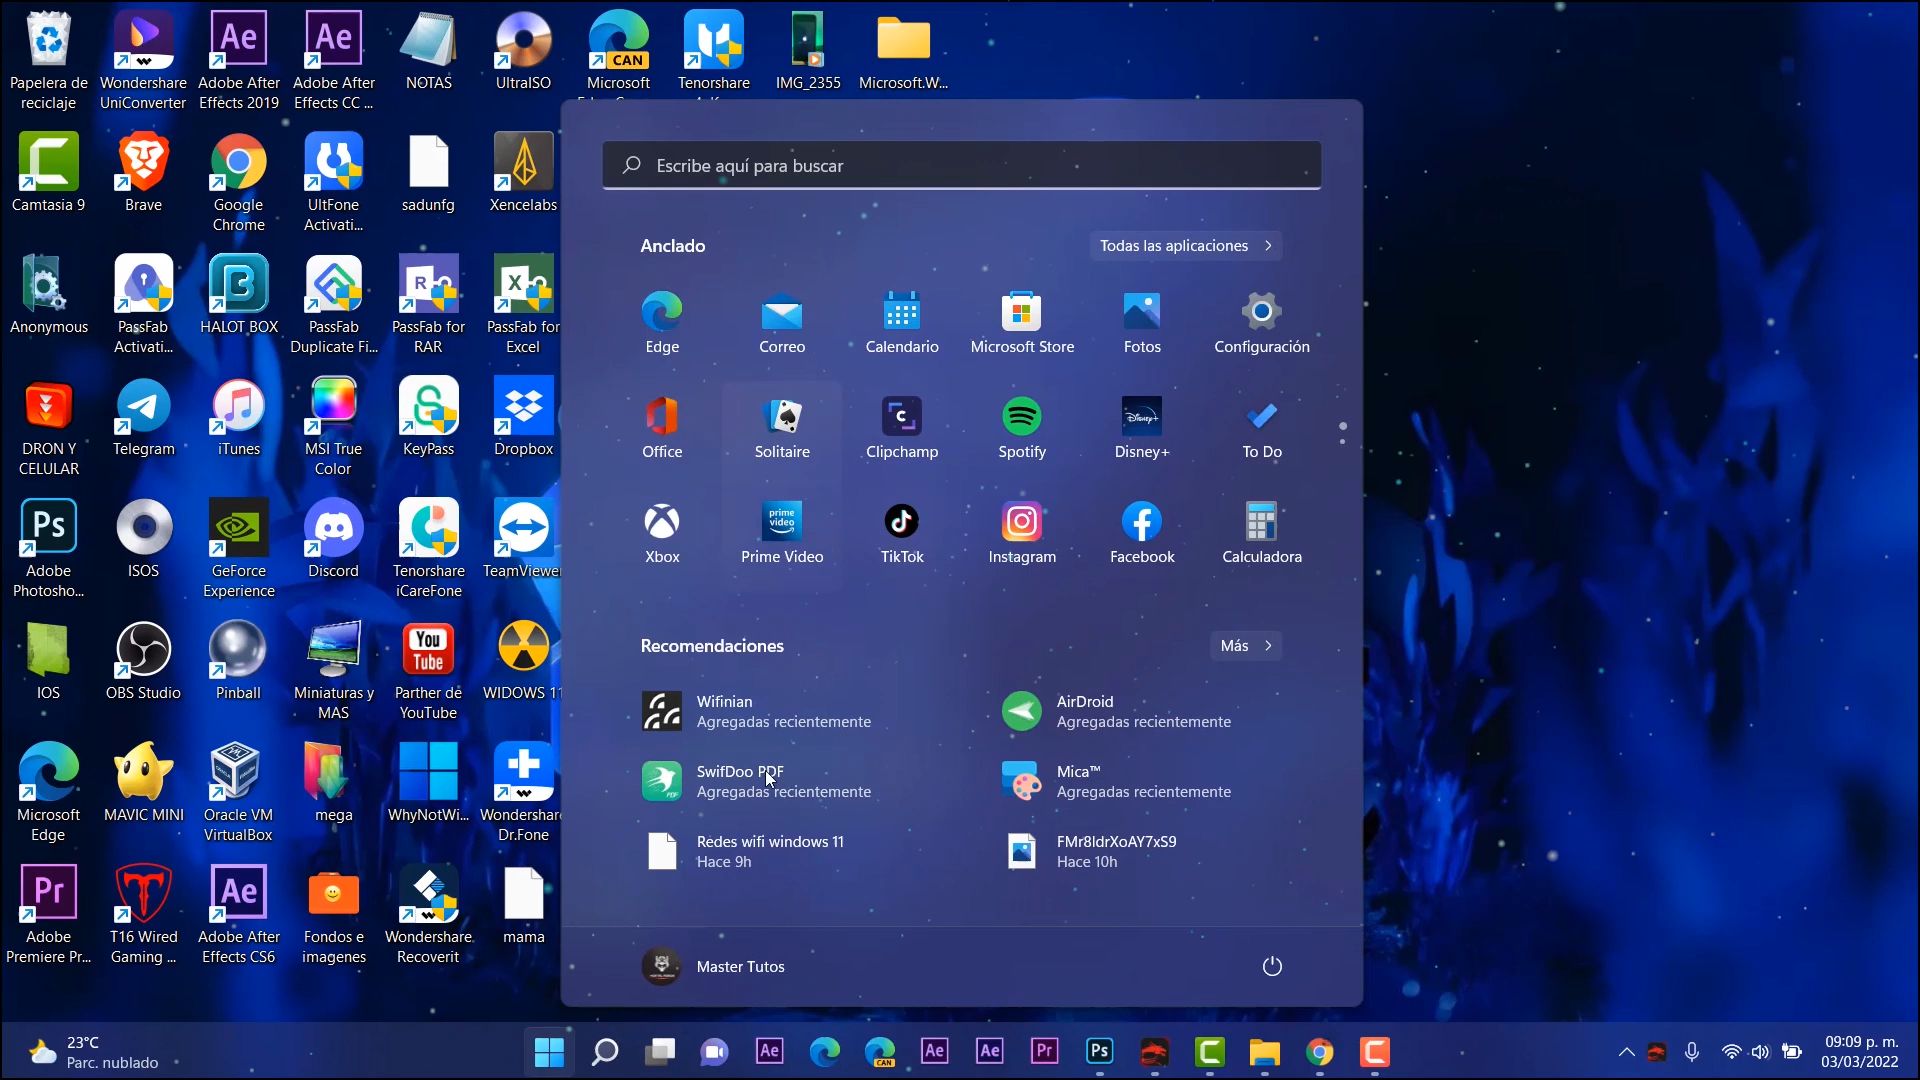 Papelera de reciclaje
Wondershare UniConverter
Adobe After Effects 2019
Adobe After Effects CC ...
NOTAS
UltraISO
CAN
Microsoft
Tenorshare
IMG_2355
Microsoft.W...
Camtasia 9
Brave
Google Chrome
UltFone Activati...
sadunfg
Xencelabs
Anonymous
PassFab Activati...
HALOT BOX
PassFab Duplicate Fi...
PassFab for RAR
PassFab for Excel
DRON Y CELULAR
Telegram
iTunes
MSI True Color
KeyPass
Dropbox
Adobe Photosho...
ISOS
GeForce Experience
Discord
Tenorshare iCareFone
TeamViewer
IOS
OBS Studio
Pinball
Miniaturas y MAS
You Tube
Parther de YouTube
WIDOWS 11
Microsoft Edge
MAVIC MINI
Oracle VM VirtualBox
mega
WhyNotWi...
Wondershare Dr.Fone
Adobe Premiere Pr...
T16 Wired Gaming ...
Adobe After Effects CS6
Fondos e imagenes
Wondershare Recoverit
mama
Escribe aquí para buscar
Anclado
Todas las aplicaciones
Edge
Correo
Calendario
Microsoft Store
Fotos
Configuración
Office
Solitaire
Clipchamp
Spotify
Disney+
To Do
Xbox
prime video
Prime Video
TikTok
Instagram
Facebook
Calculadora
Recomendaciones
Más
Wifinian
Agregadas recientemente
AirDroid
Agregadas recientemente
SwifDoo PDF
Agregadas recientemente
Mica™
Agregadas recientemente
Redes wifi windows 11
Hace 9h
FMr8ldrXoAY7xS9
Hace 10h
Master Tutos
23°C
Parc. nublado
Ae
CAN
Ae
Ae
Pr
Ps
09:09 p. m.
03/03/2022